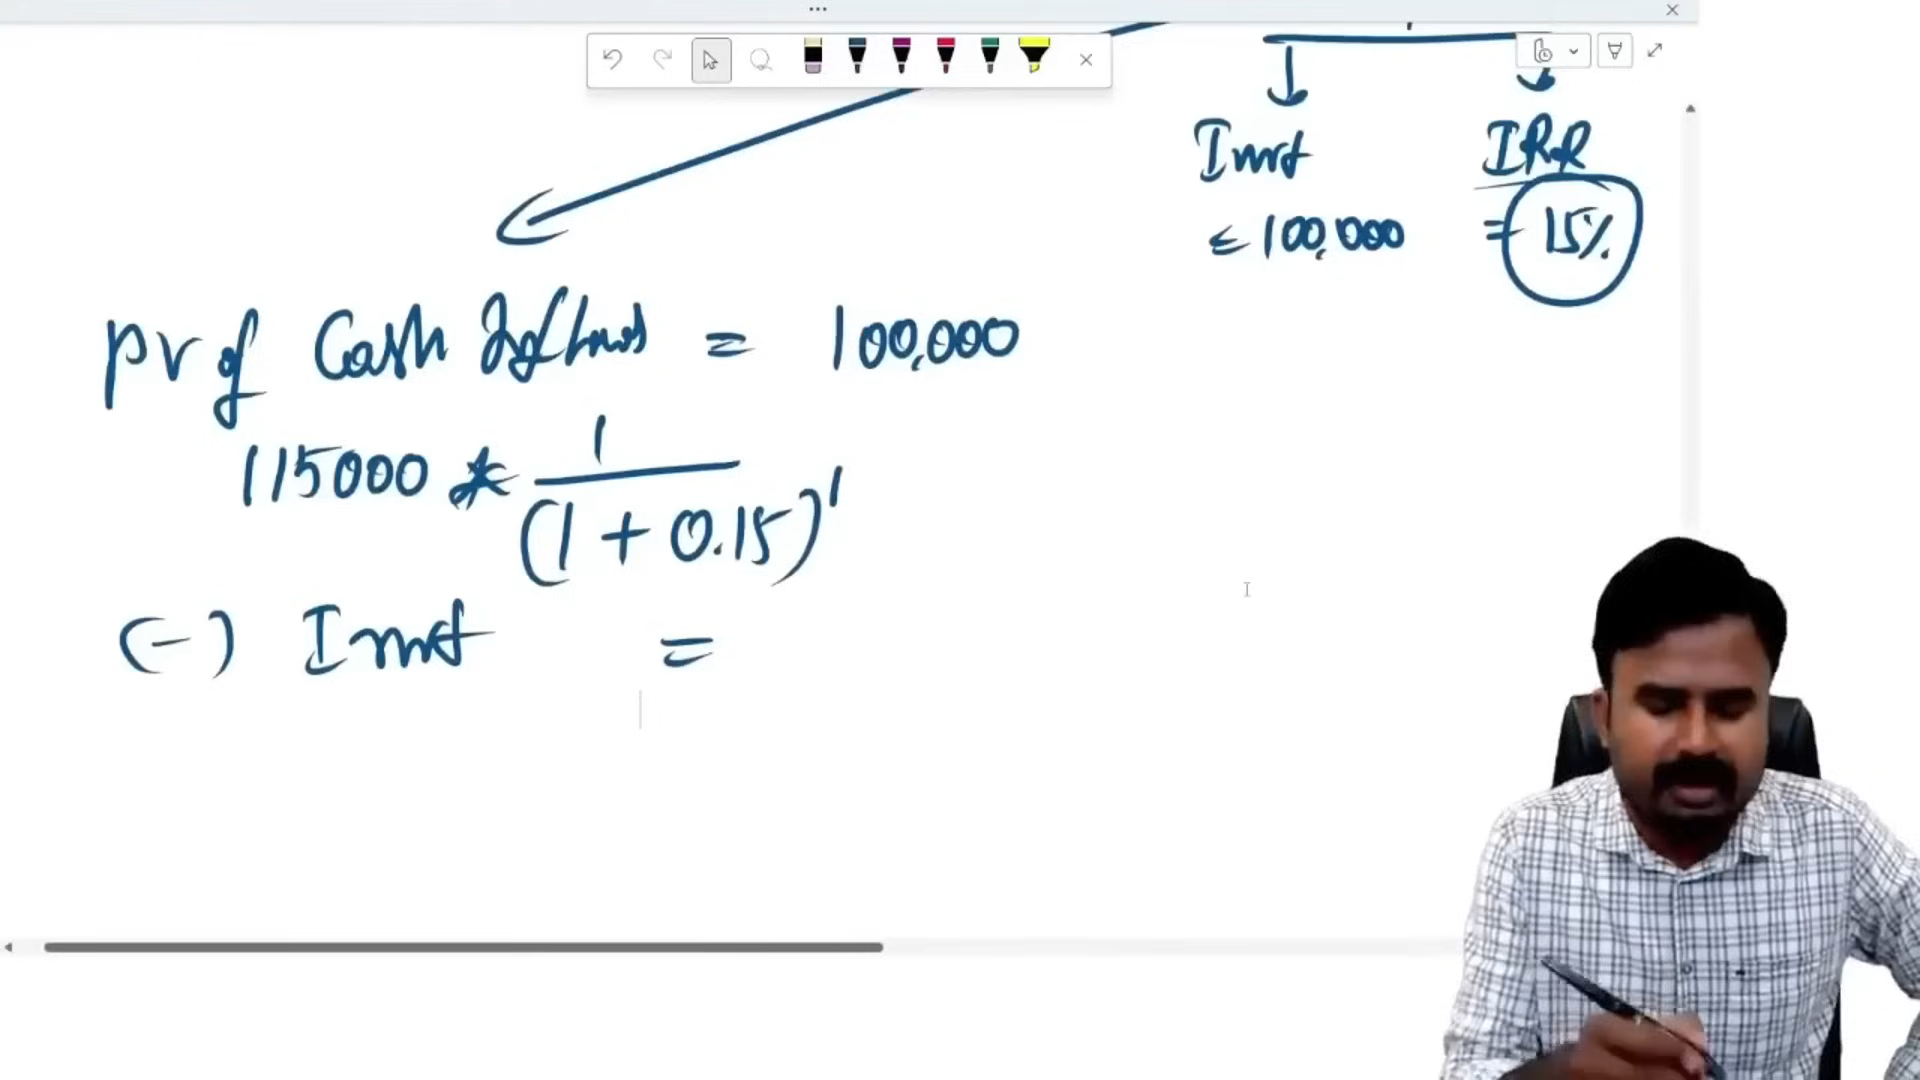 Invt
IRR
= 100,000
= 15%
PV of Cash Inflows = 100,000
115000 * 1
(1 + 0.15)1
(-) Invt =